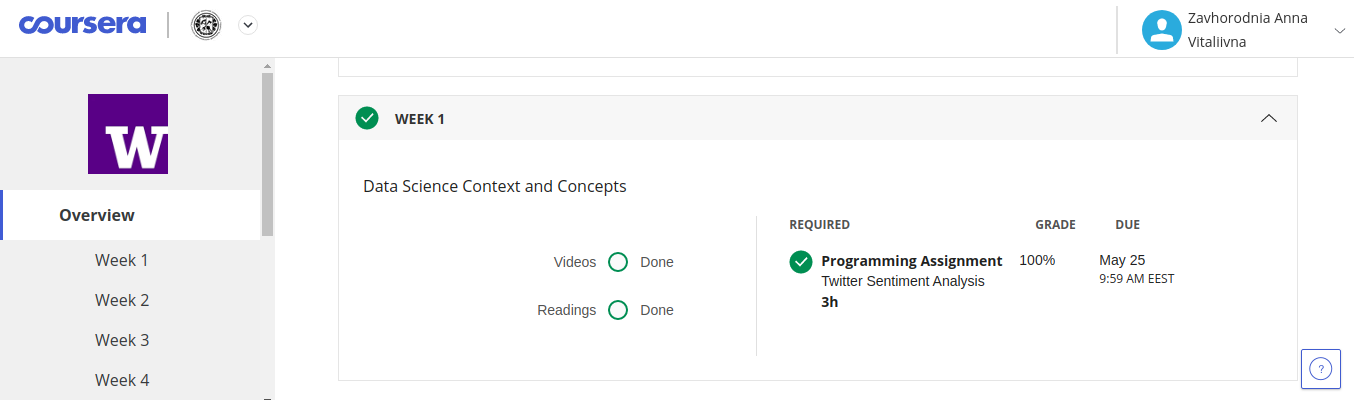 coursera
Zavhorodnia Anna
Vitaliivna
W
Overview
Week 1
Week 2
Week 3
Week 4
WEEK 1
Data Science Context and Concepts
Videos Done
Readings Done
REQUIRED GRADE DUE
Programming Assignment 100% May 25
Twitter Sentiment Analysis 9:59 AM EEST
3h
?